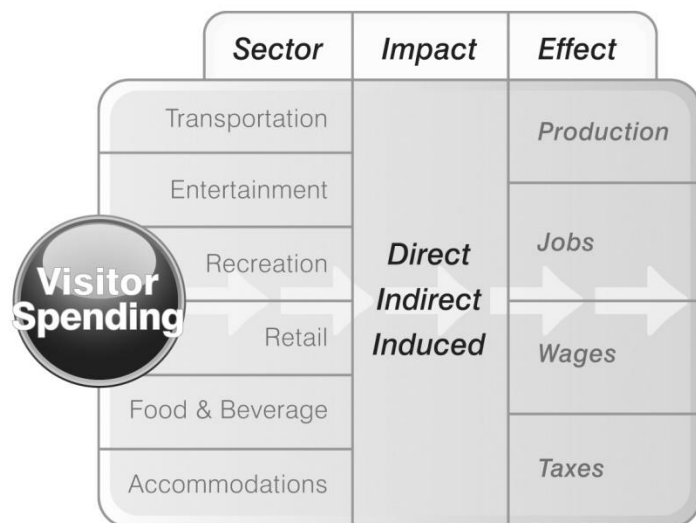 Sector
Impact
Effect
Transportation
Entertainment
Recreation
Retail
Food & Beverage
Accommodations
Visitor
Spending
Direct
Indirect
Induced
Production
Jobs
Wages
Taxes